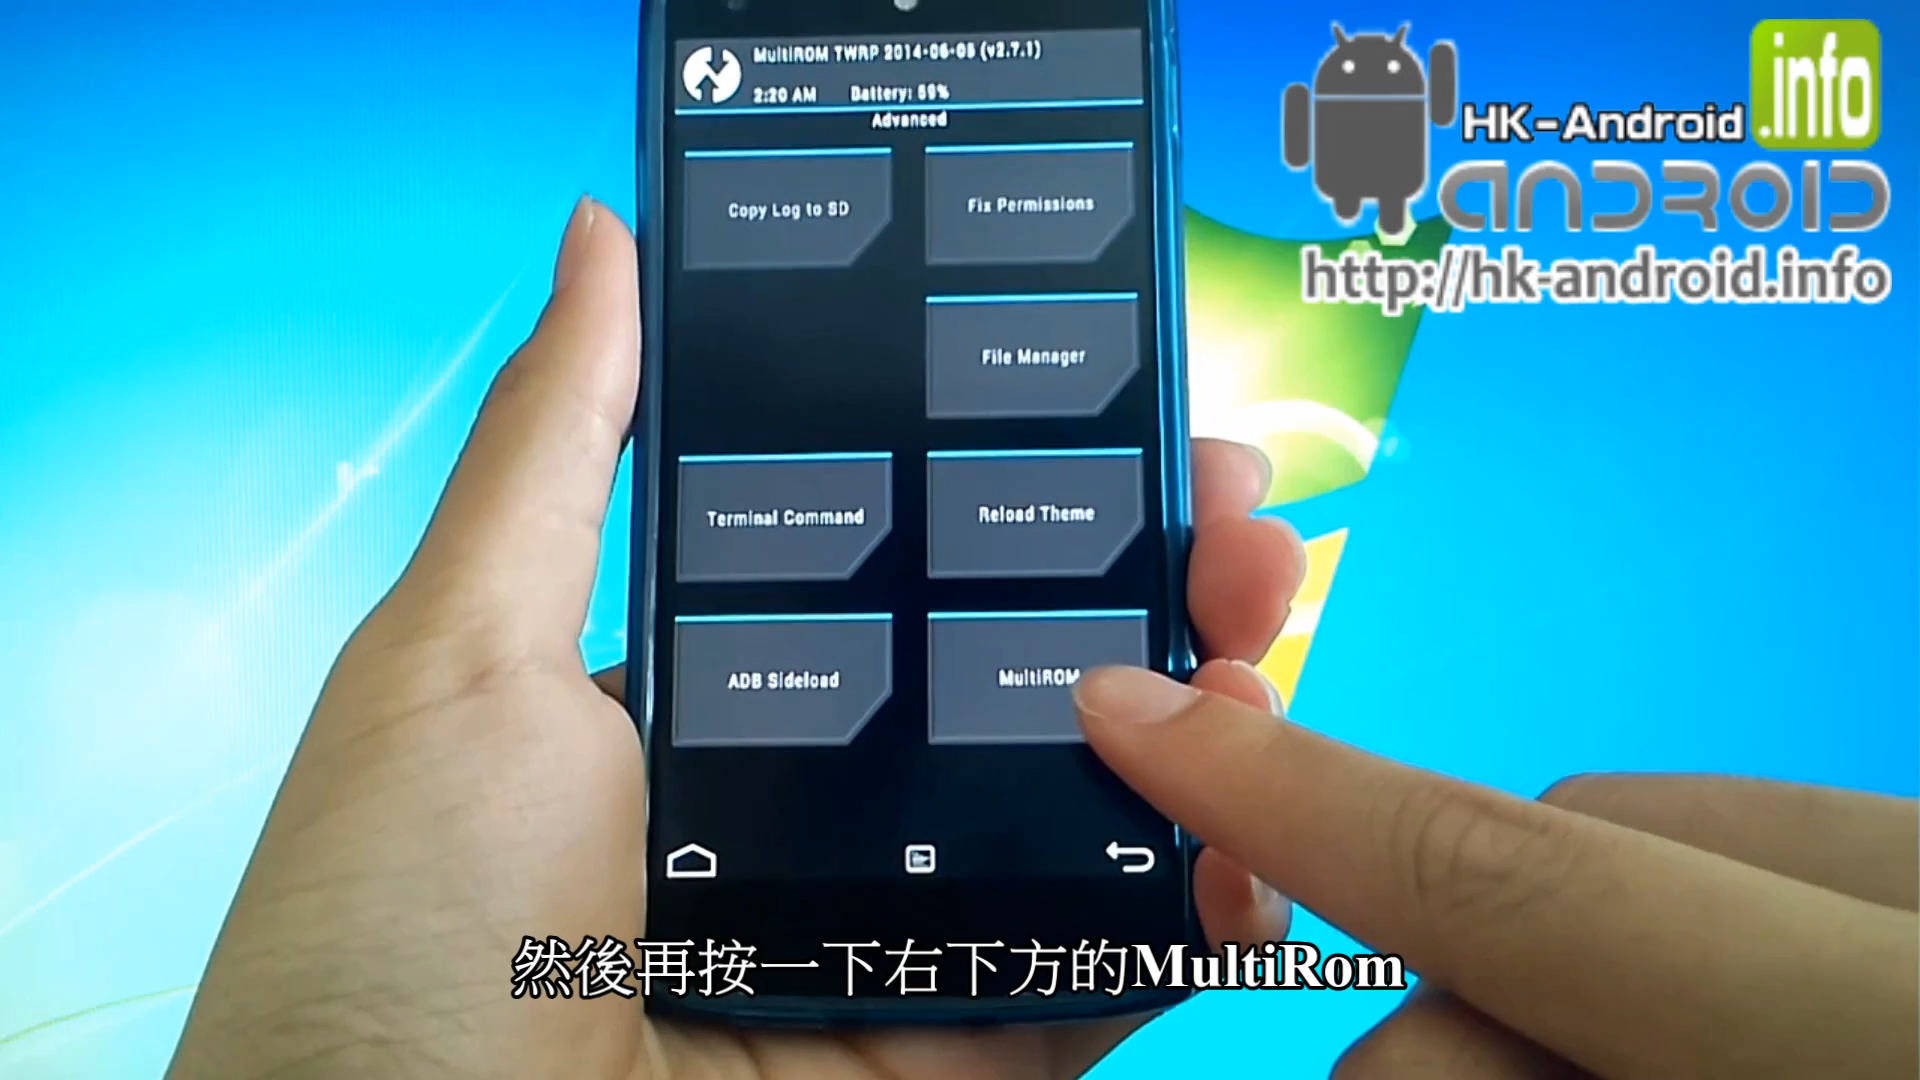 MultiROM TWRP 2014-06-05 (v2.7.1)
2:20 AM Battery: 59%
Advanced
Copy Log to SD
Fix Permissions
File Manager
Terminal Command
Reload Theme
ADB Sideload
MultiROM
HK-Android .info
ANDROID
http://hk-android.info
然後再按一下右下方的MultiRom